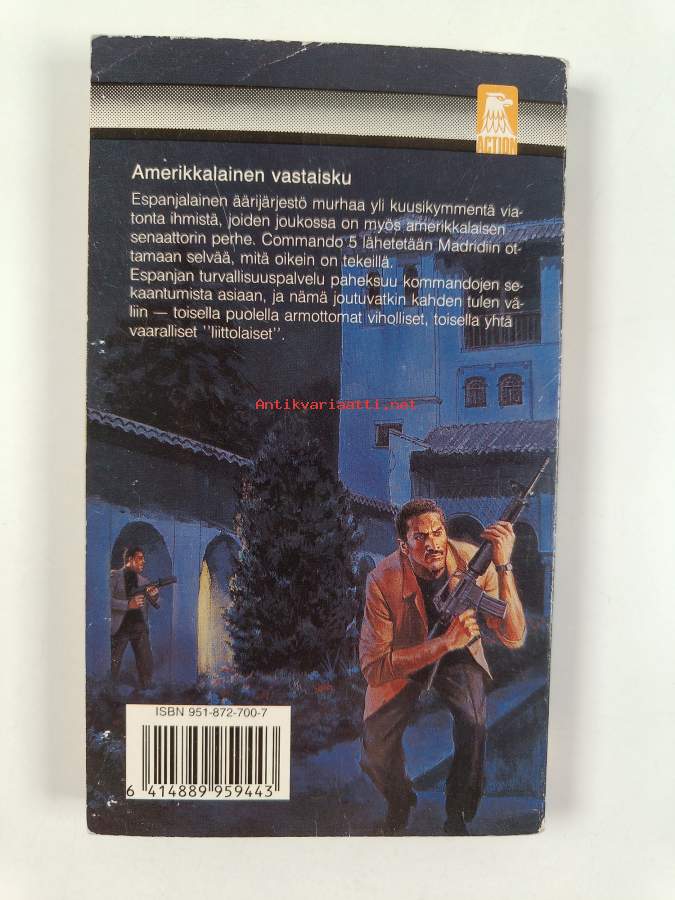 ACTION
Amerikkalainen vastaisku
Espanjalainen äärijärjestö murhaa yli kuusikymmentä via-
tonta ihmistä, joiden joukossa on myös amerikkalaisen
senaattorin perhe. Commando 5 lähetetään Madridiin ot-
tamaan selvää, mitä oikein on tekeillä.
Espanjan turvallisuuspalvelu paheksuu kommandojen se-
kaantumista asiaan, ja nämä joutuvatkin kahden tulen vä-
liin — toisella puolella armottomat viholliset, toisella yhtä
vaaralliset "liittolaiset".
Antikvariaatti.net
ISBN 951-872-700-7
6 414889 959443